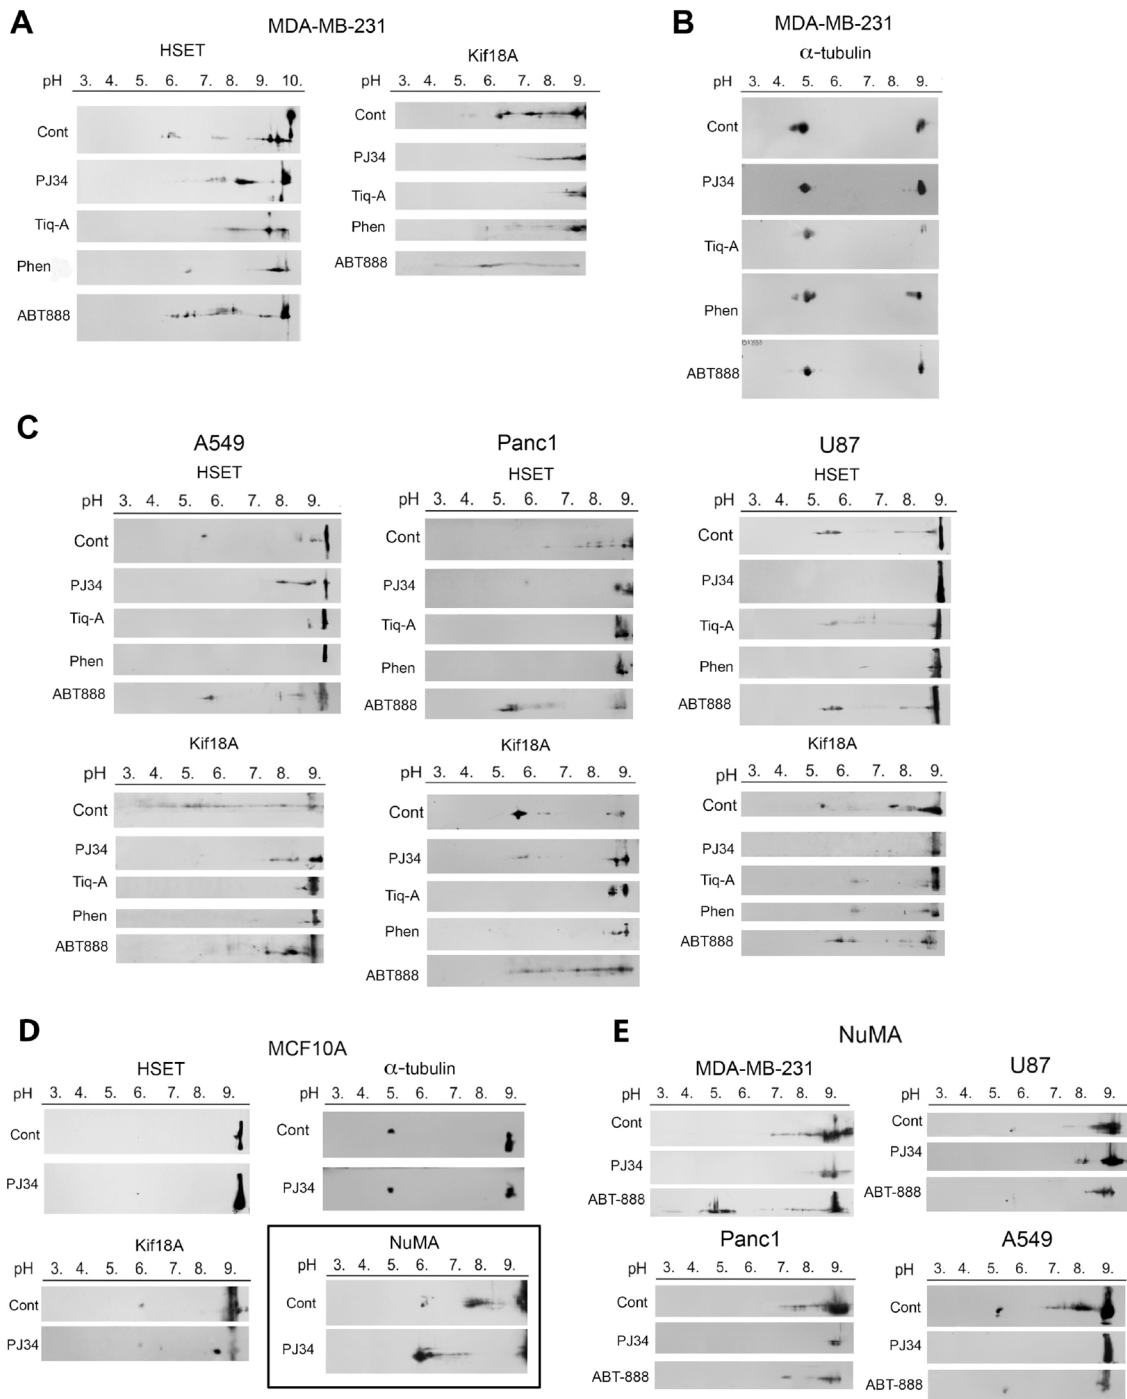 A
MDA-MB-231
HSET
pH 3. 4. 5. 6. 7. 8. 9. 10.
Cont
PJ34
Tiq-A
Phen
ABT888
Kif18A
pH 3. 4. 5. 6. 7. 8. 9.
Cont
PJ34
Tiq-A
Phen
ABT888
B
MDA-MB-231
α-tubulin
pH 3. 4. 5. 6. 7. 8. 9.
Cont
PJ34
Tiq-A
Phen
ABT888
C
A549
HSET
pH 3. 4. 5. 6. 7. 8. 9.
Cont
PJ34
Tiq-A
Phen
ABT888
Panc1
HSET
pH 3. 4. 5. 6. 7. 8. 9.
Cont
PJ34
Tiq-A
Phen
ABT888
U87
HSET
pH 3. 4. 5. 6. 7. 8. 9.
Cont
PJ34
Tiq-A
Phen
ABT888
Kif18A
pH 3. 4. 5. 6. 7. 8. 9.
Cont
PJ34
Tiq-A
Phen
ABT888
Kif18A
pH 3. 4. 5. 6. 7. 8. 9.
Cont
PJ34
Tiq-A
Phen
ABT888
Kif18A
pH 3. 4. 5. 6. 7. 8. 9.
Cont
PJ34
Tiq-A
Phen
ABT888
D
MCF10A
HSET
pH 3. 4. 5. 6. 7. 8. 9.
Cont
PJ34
α-tubulin
pH 3. 4. 5. 6. 7. 8. 9.
Cont
PJ34
Kif18A
pH 3. 4. 5. 6. 7. 8. 9.
Cont
PJ34
NuMA
pH 3. 4. 5. 6. 7. 8. 9.
Cont
PJ34
E
NuMA
MDA-MB-231
pH 3. 4. 5. 6. 7. 8. 9.
Cont
PJ34
ABT-888
U87
pH 3. 4. 5. 6. 7. 8. 9.
Cont
PJ34
ABT-888
Panc1
pH 3. 4. 5. 6. 7. 8. 9.
Cont
PJ34
ABT-888
A549
pH 3. 4. 5. 6. 7. 8. 9.
Cont
PJ34
ABT-888